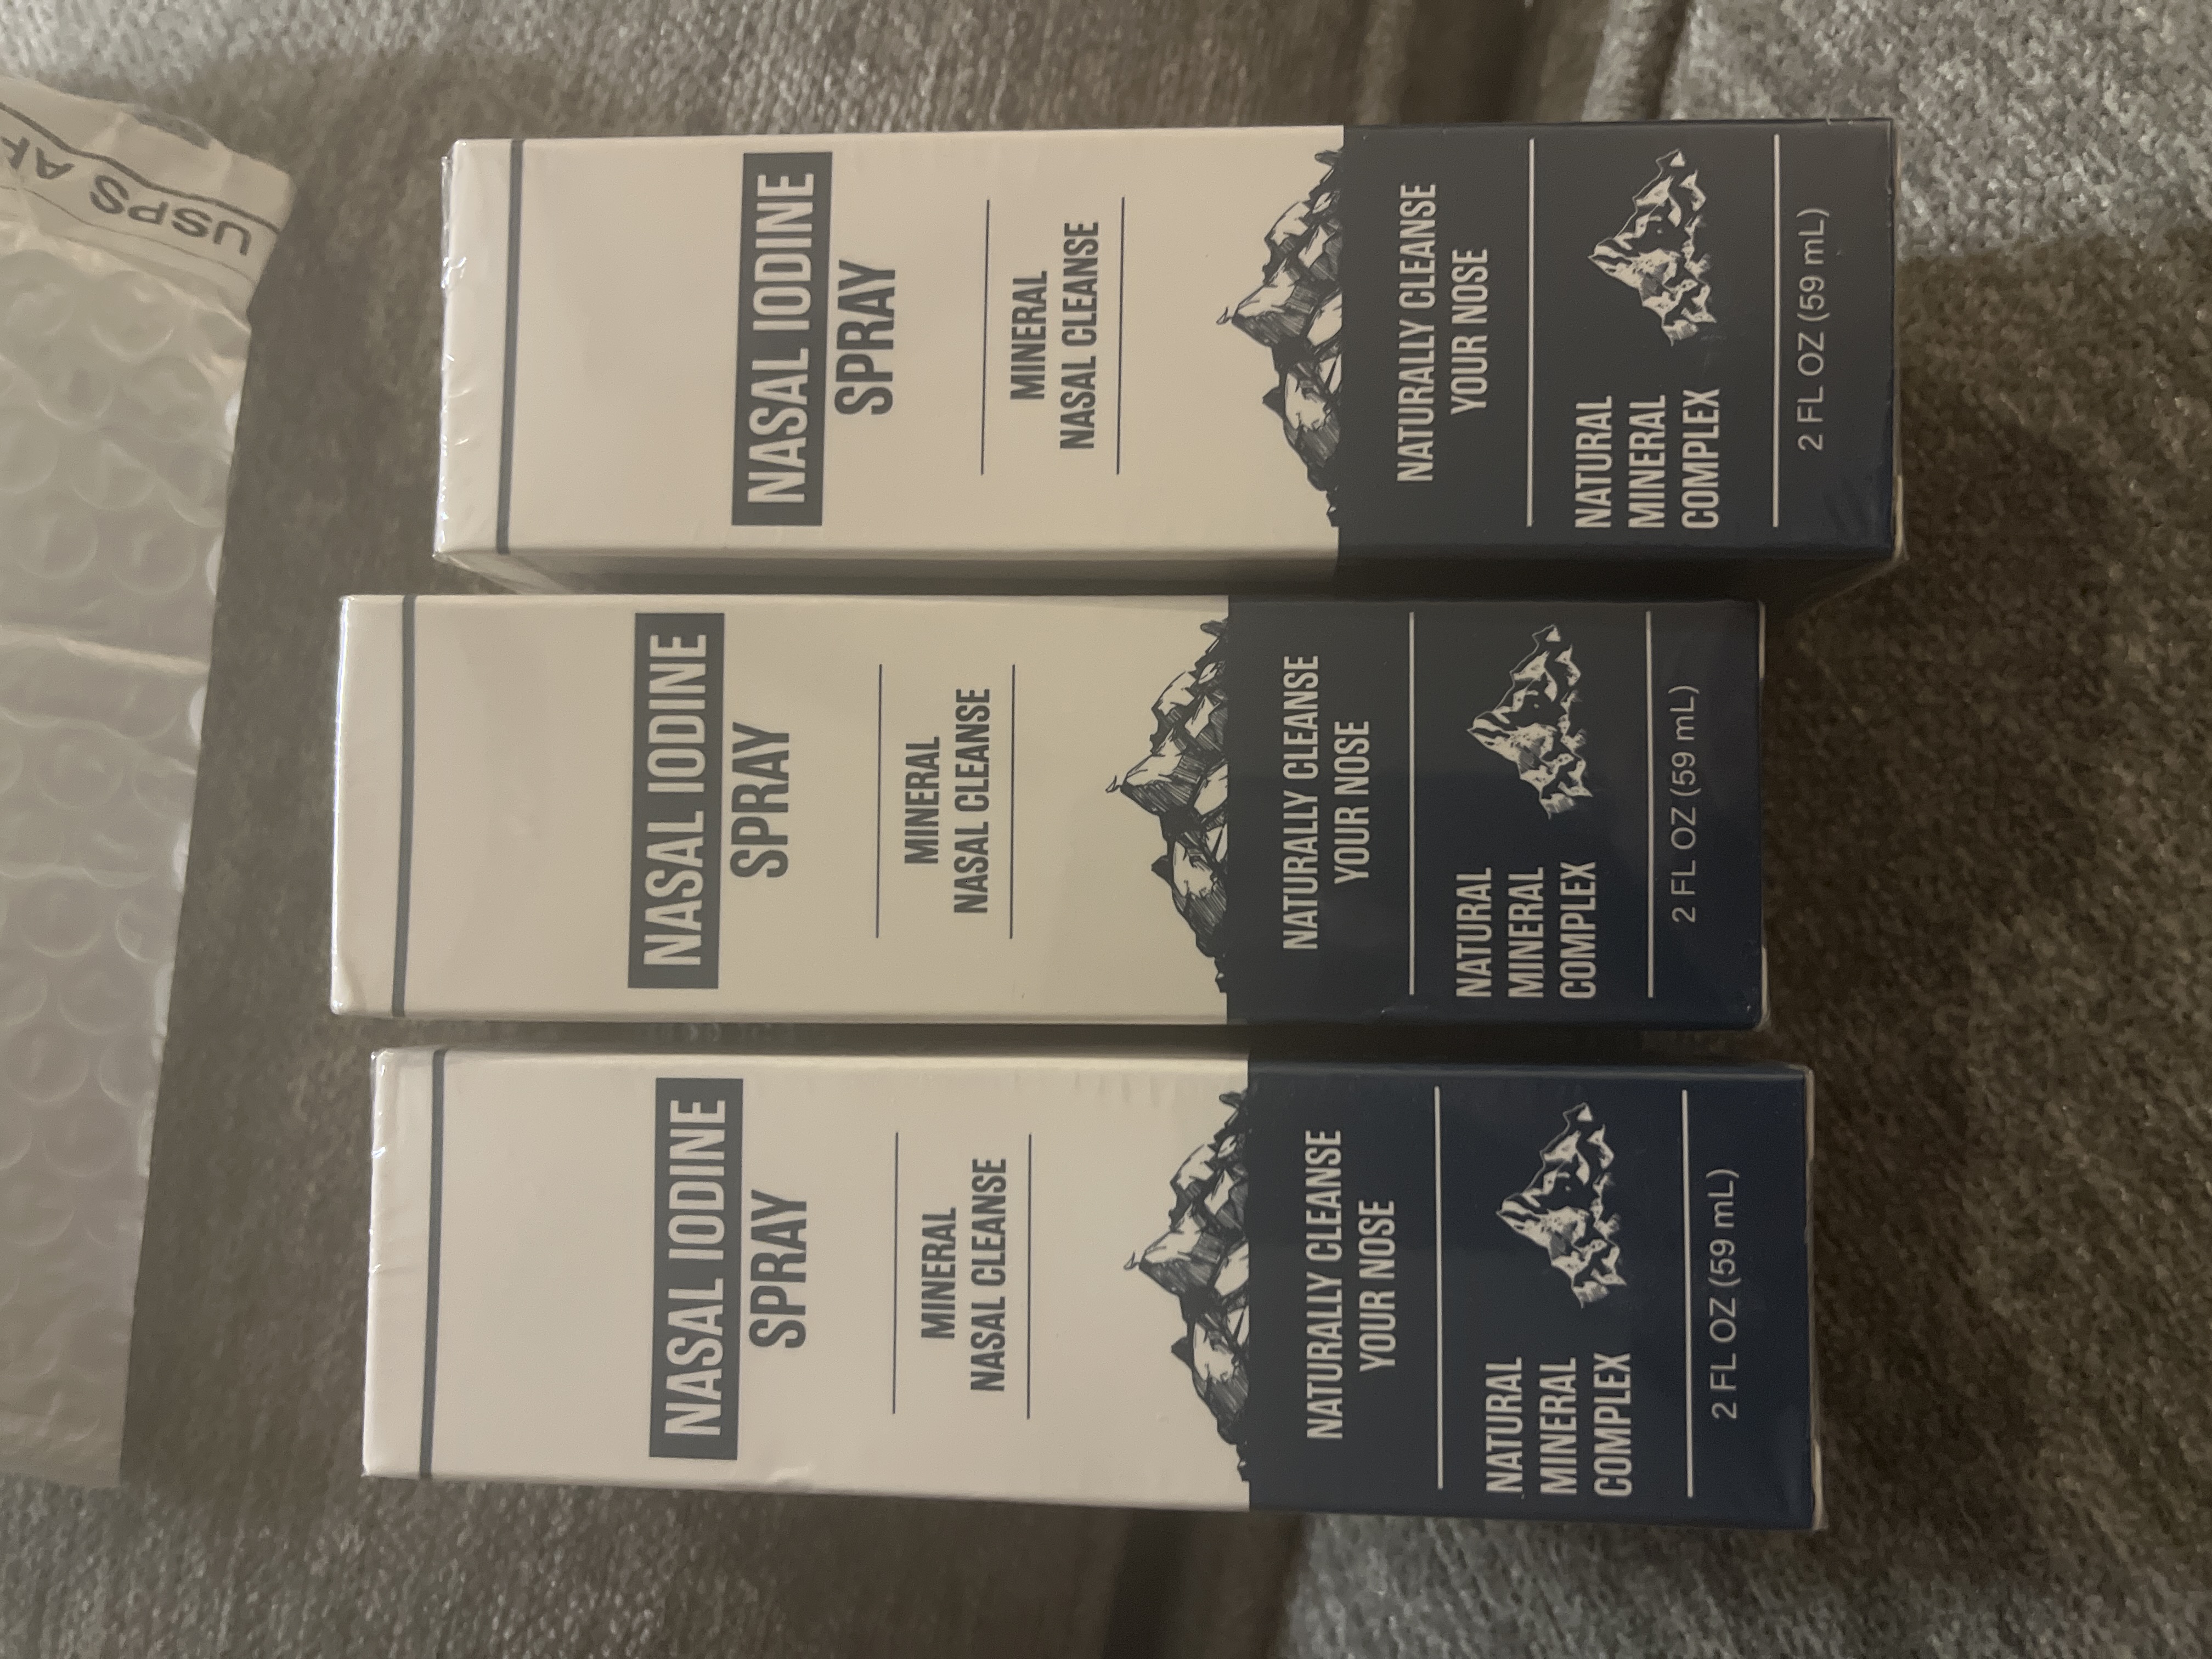 USPS
NASAL IODINE
SPRAY
MINERAL
NASAL CLEANSE
NATURALLY CLEANSE
YOUR NOSE
NATURAL
MINERAL
COMPLEX
2 FL OZ (59 mL)
NASAL IODINE
SPRAY
MINERAL
NASAL CLEANSE
NATURALLY CLEANSE
YOUR NOSE
NATURAL
MINERAL
COMPLEX
2 FL OZ (59 mL)
NASAL IODINE
SPRAY
MINERAL
NASAL CLEANSE
NATURALLY CLEANSE
YOUR NOSE
NATURAL
MINERAL
COMPLEX
2 FL OZ (59 mL)